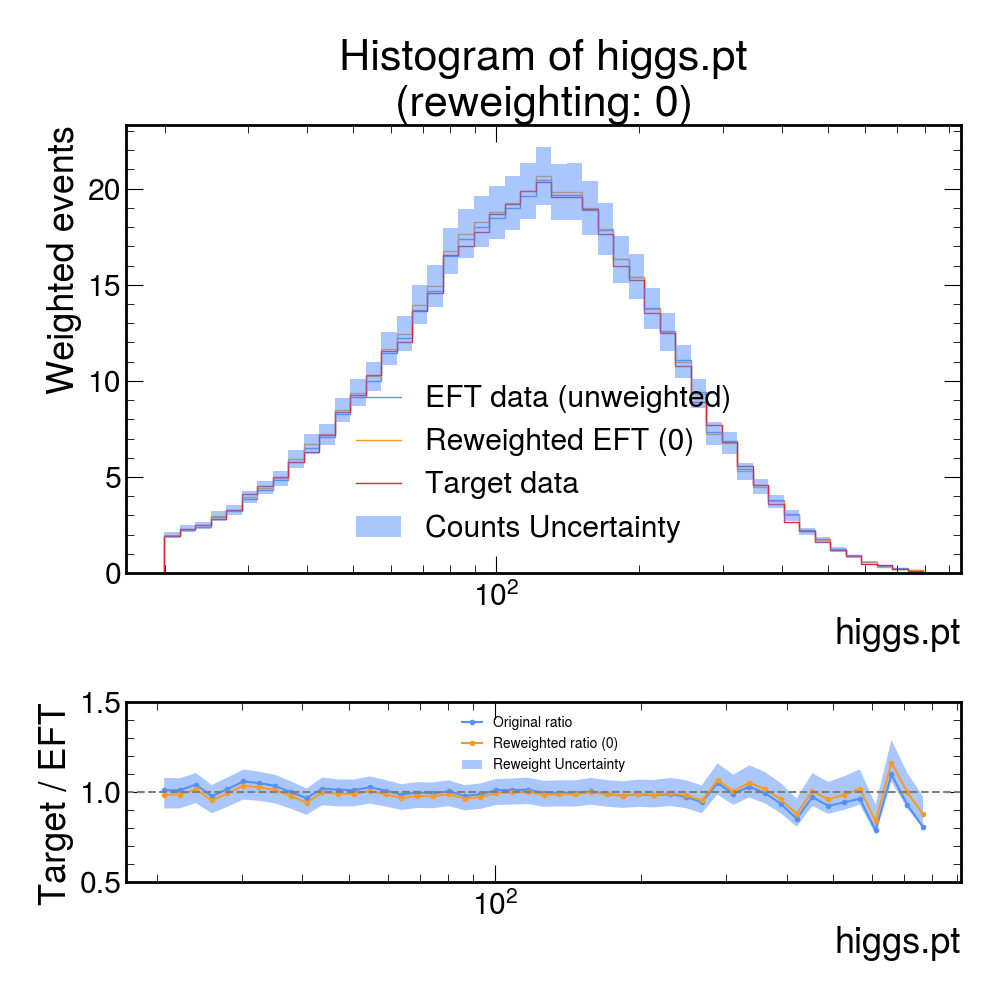 Histogram of higgs.pt
(reweighting: 0)
Weighted events
20
15
10
5
0
EFT data (unweighted)
Reweighted EFT (0)
Target data
Counts Uncertainty
10²
higgs.pt
Target / EFT
1.5
1.0
0.5
Original ratio
Reweighted ratio (0)
Reweight Uncertainty
10²
higgs.pt